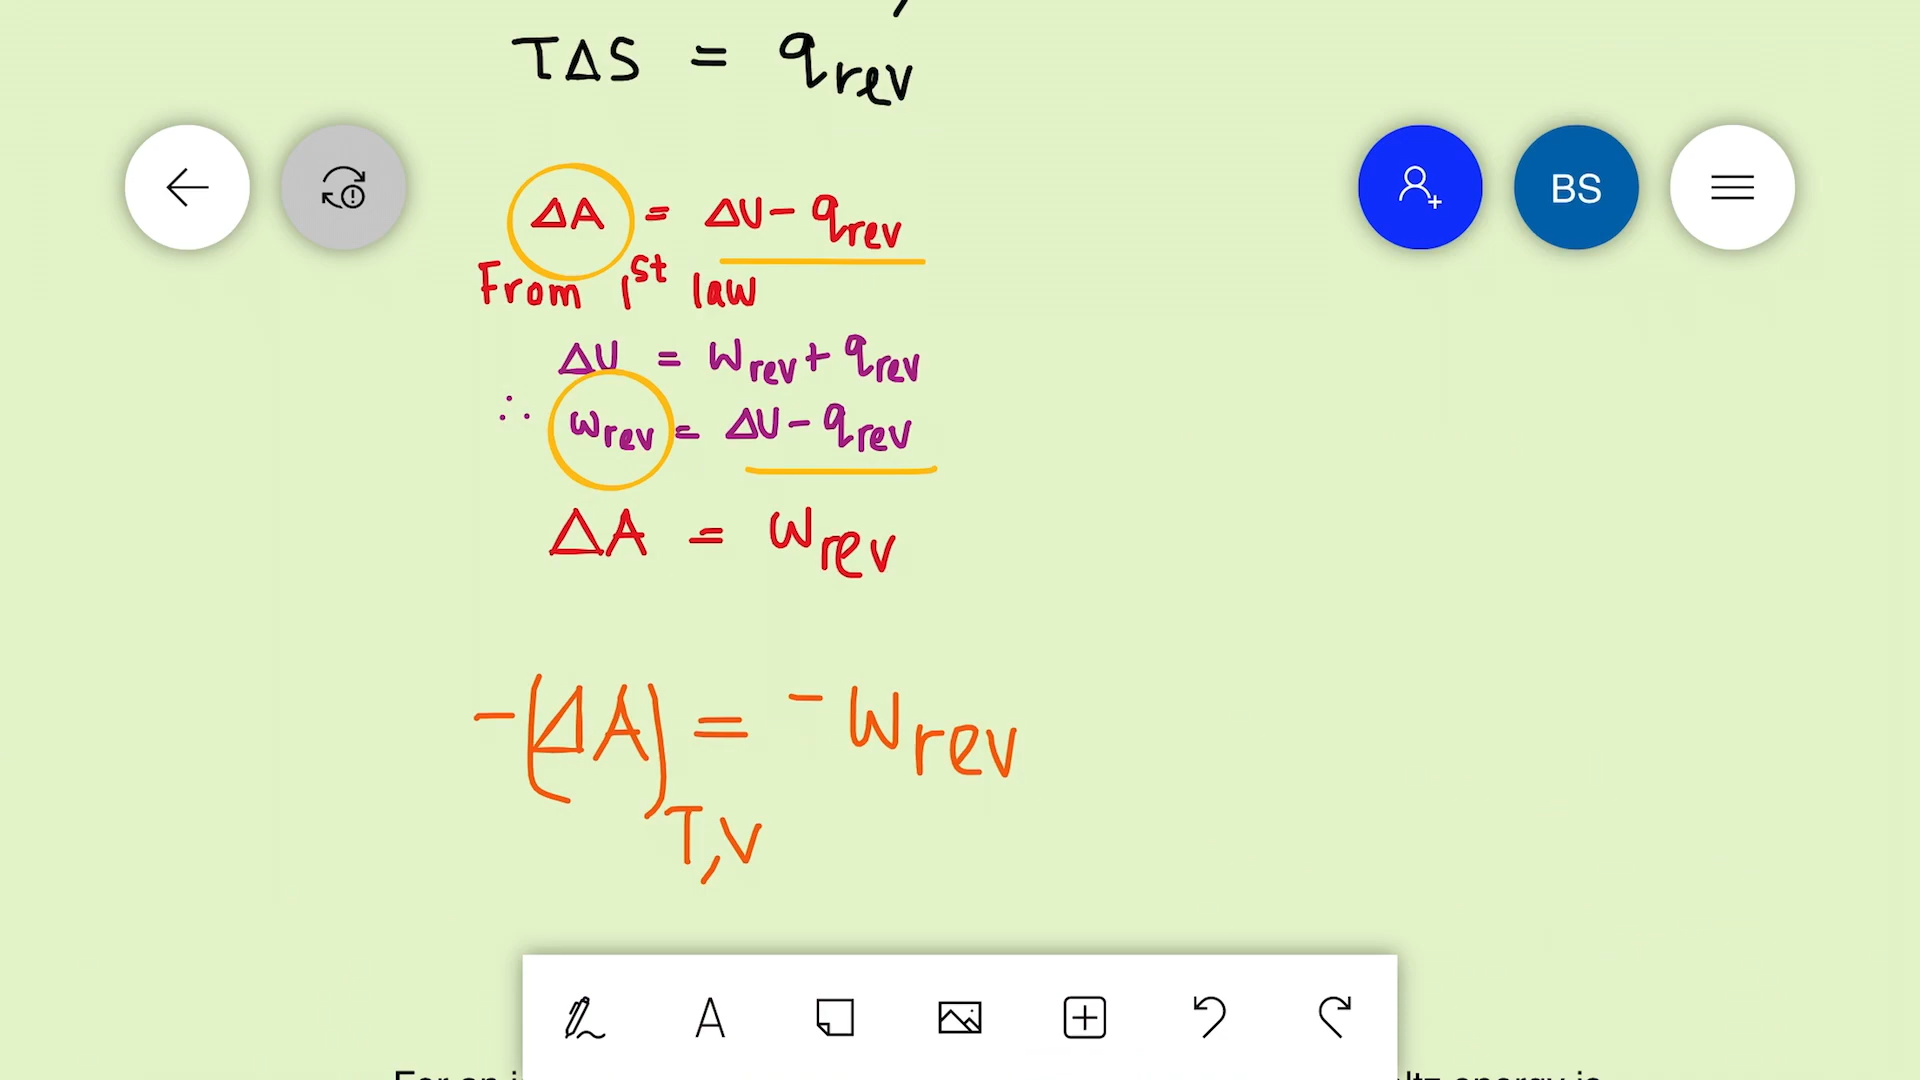 TΔS = qrev
ΔA = ΔU - qrev
From 1st law
ΔU = Wrev + qrev
∴ wrev = ΔU - qrev
ΔA = Wrev
-(ΔA)T,V = -Wrev
BS
A